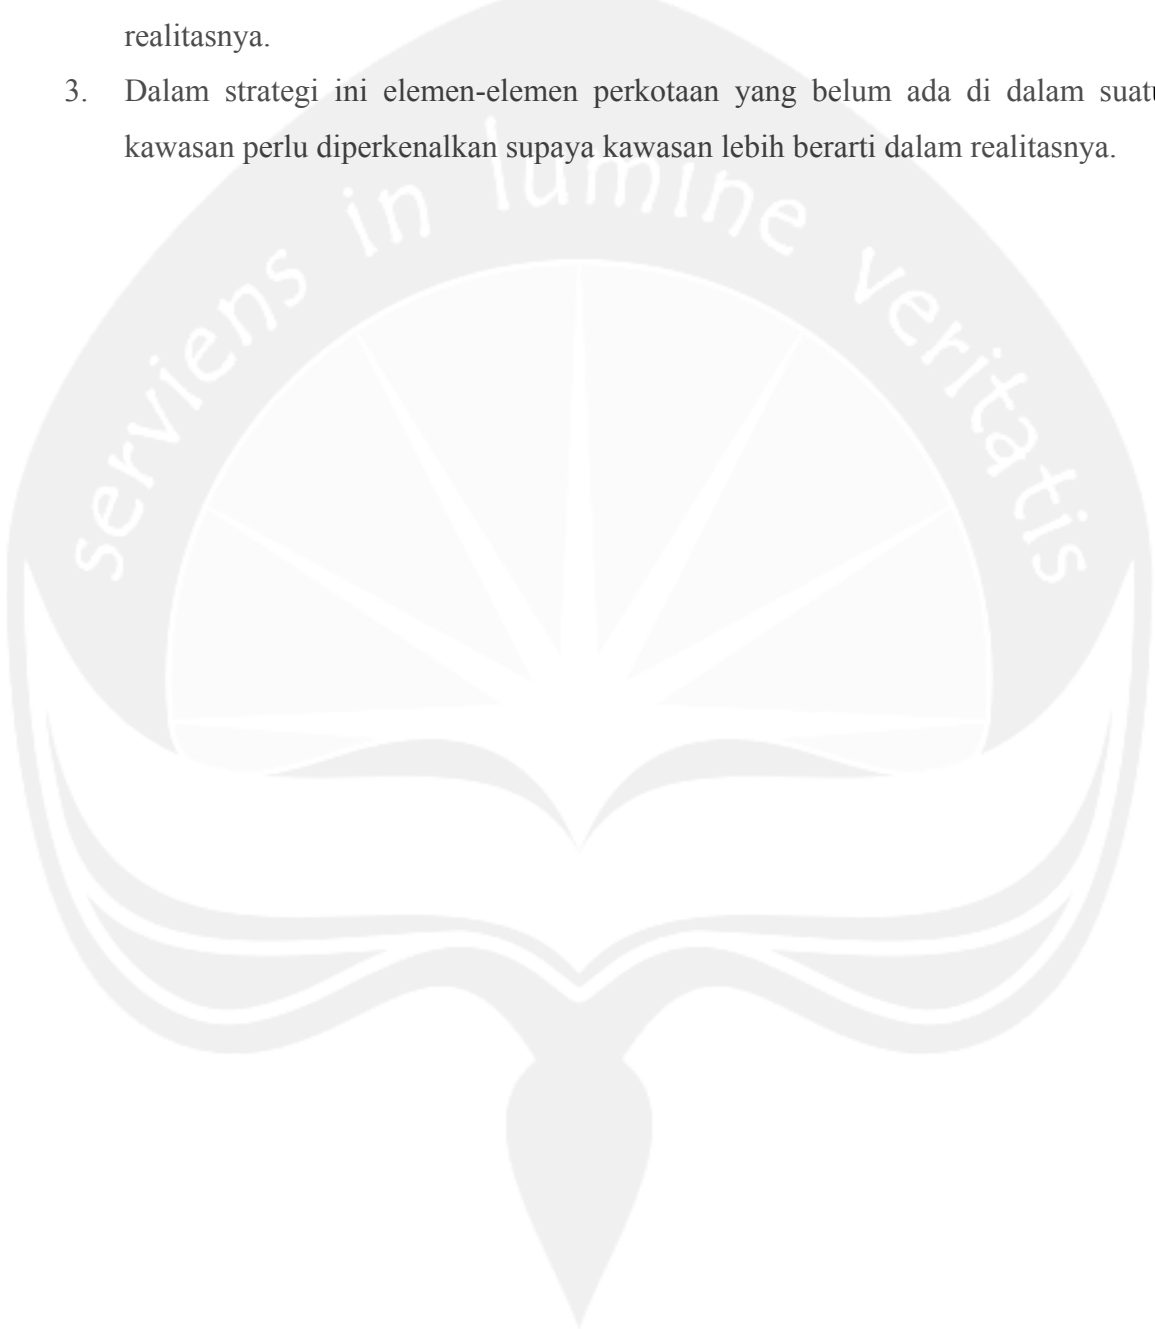 realitasnya.
3. Dalam strategi ini elemen-elemen perkotaan yang belum ada di dalam suatu
kawasan perlu diperkenalkan supaya kawasan lebih berarti dalam realitasnya.
serviens in lumine veritatis